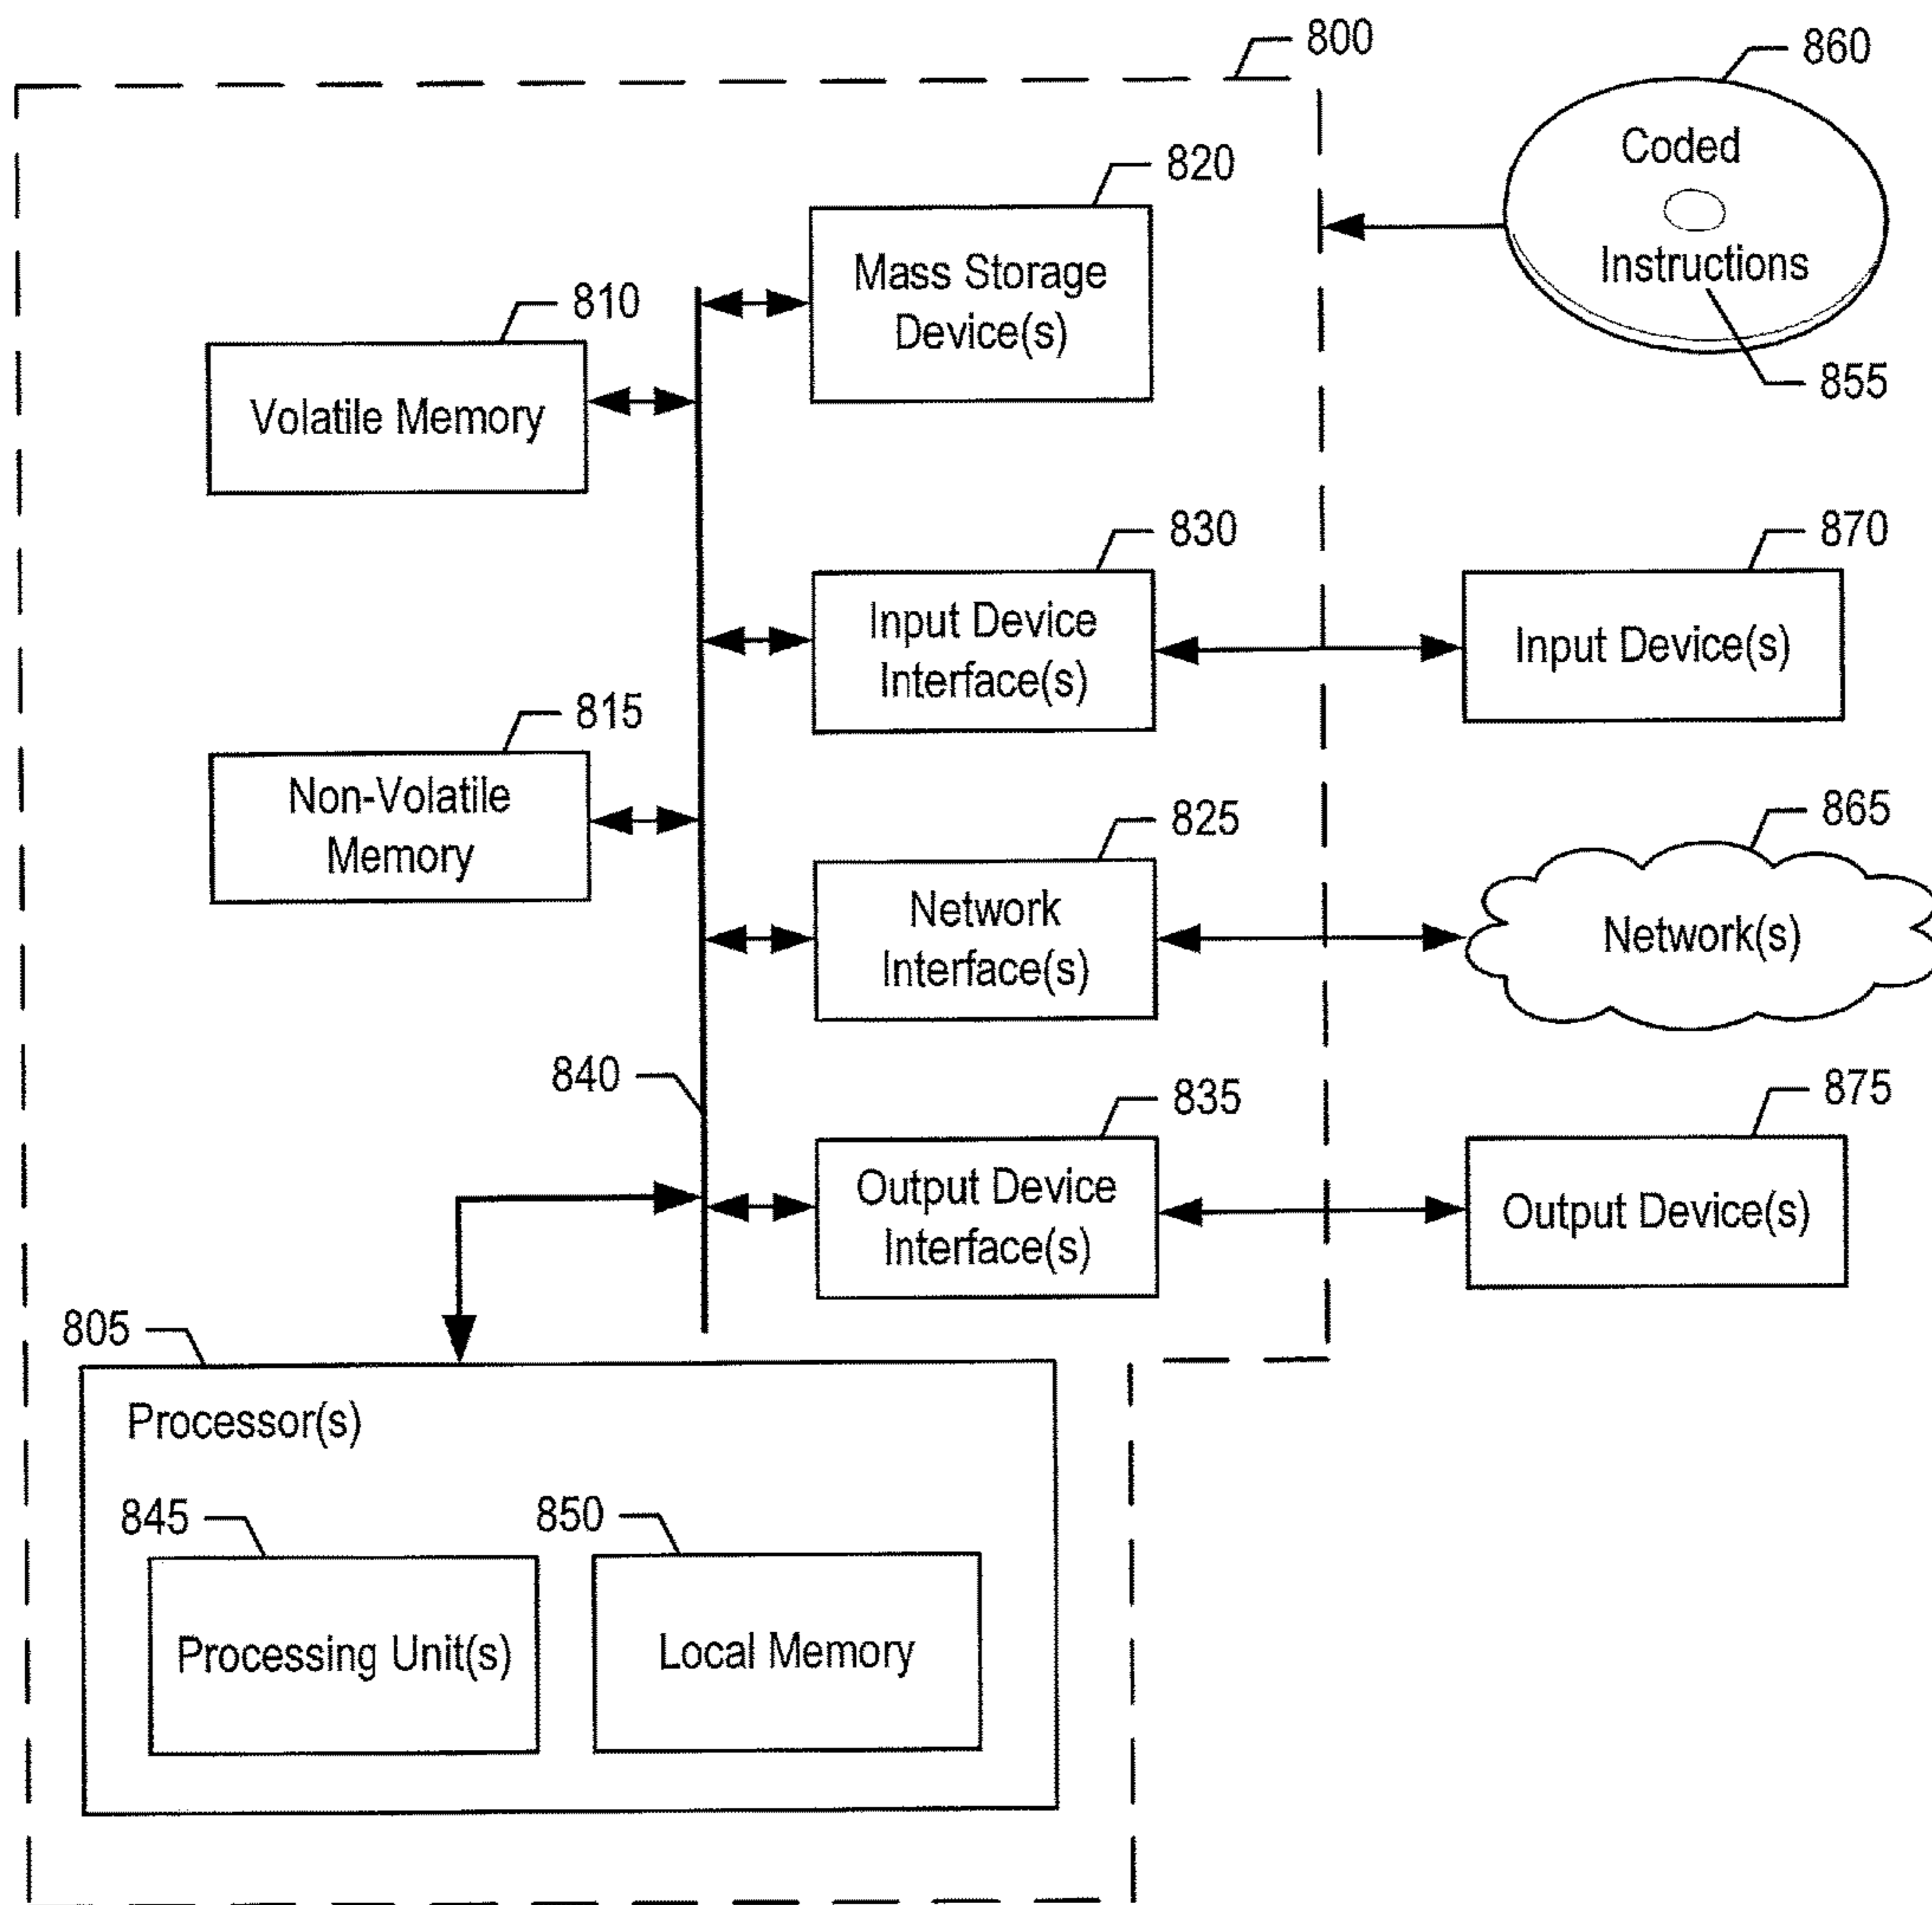 800
860
Coded
Instructions
855
820
Mass Storage
Device(s)
810
Volatile Memory
830
Input Device
Interface(s)
870
Input Device(s)
815
Non-Volatile
Memory
825
Network
Interface(s)
865
Network(s)
840
835
Output Device
Interface(s)
875
Output Device(s)
805
Processor(s)
845
Processing Unit(s)
850
Local Memory